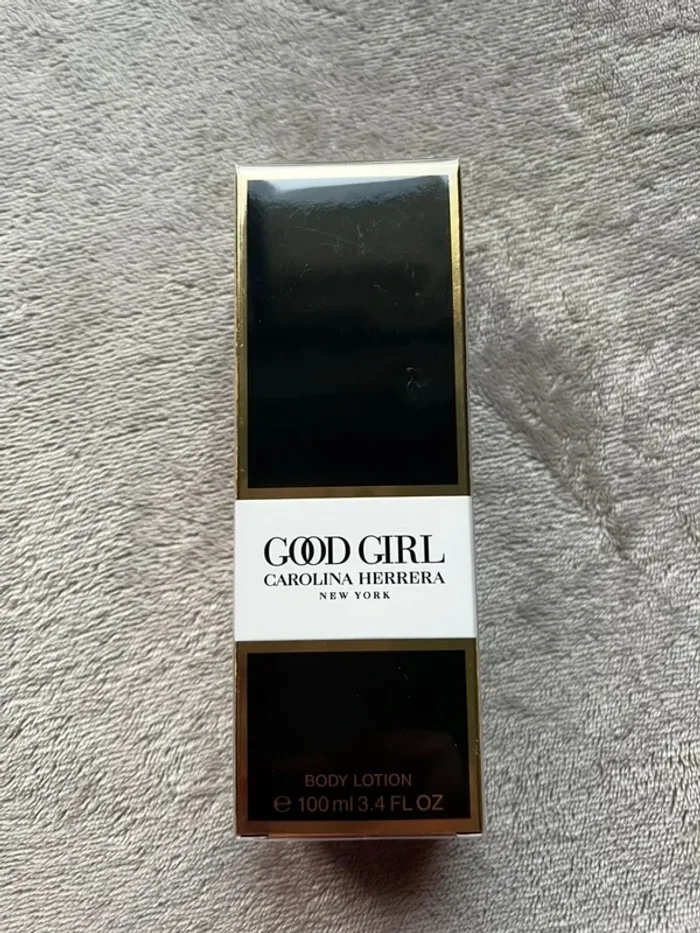 GOOD GIRL
CAROLINA HERRERA
NEW YORK
BODY LOTION
℮ 100 ml 3.4 FL OZ